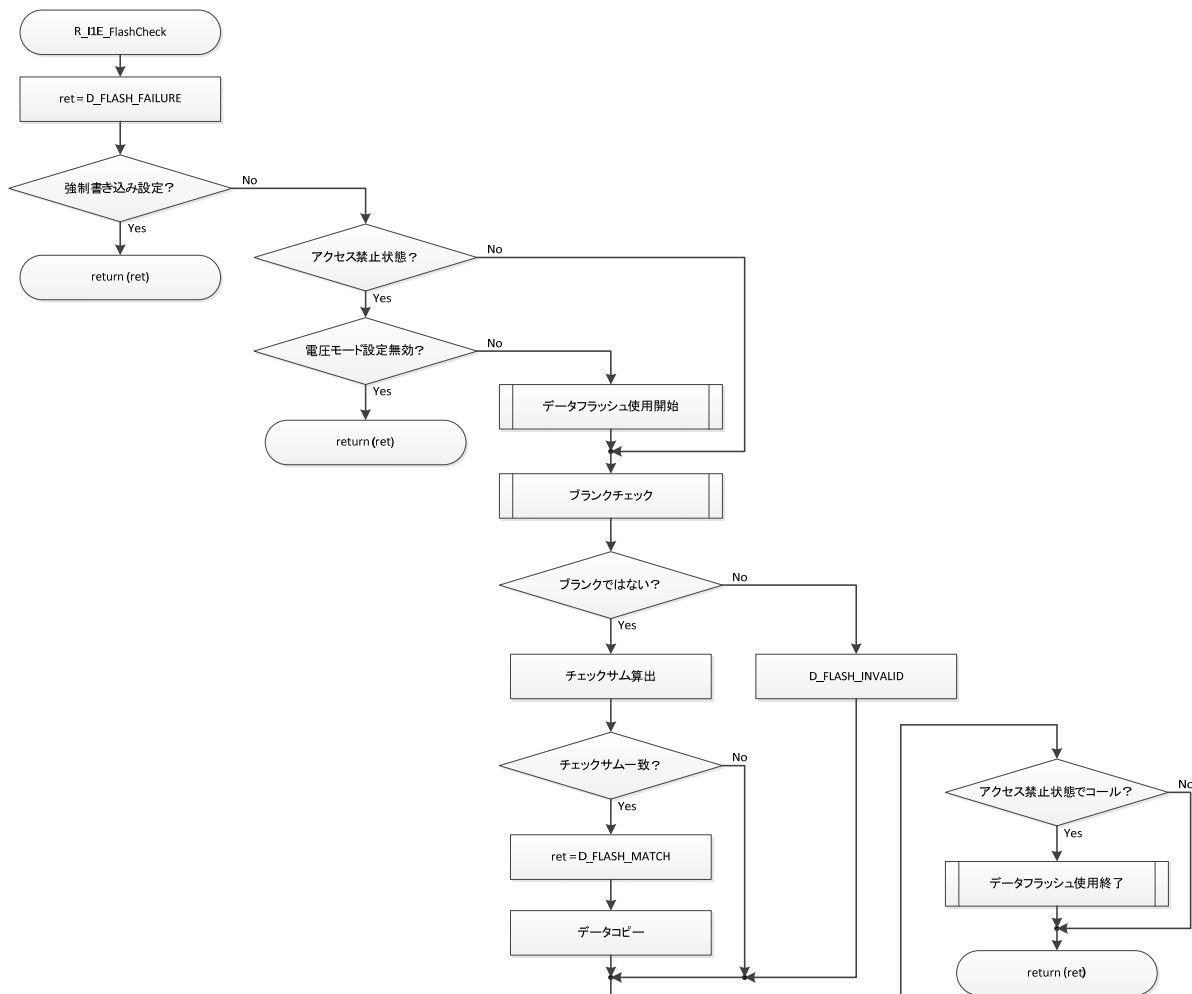 R_I1E_FlashCheck
ret = D_FLASH_FAILURE
強制書き込み設定？
No
Yes
return (ret)
アクセス禁止状態？
No
Yes
電圧モード設定無効？
No
Yes
return (ret)
データフラッシュ使用開始
ブランクチェック
ブランクではない？
No
Yes
チェックサム算出
D_FLASH_INVALID
チェックサム一致？
No
Yes
ret = D_FLASH_MATCH
データコピー
アクセス禁止状態でコール？
No
Yes
データフラッシュ使用終了
return (ret)